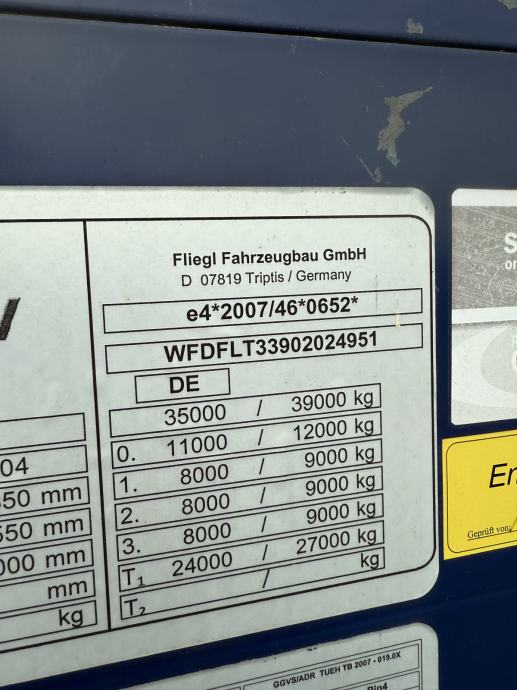 Fliegl Fahrzeugbau GmbH
D 07819 Triptis / Germany
e4*2007/46*0652*
WFDFLT33902024951
DE
35000 / 39000 kg
0. 11000 / 12000 kg
1. 8000 / 9000 kg
2. 8000 / 9000 kg
3. 8000 / 9000 kg
T1 24000 / 27000 kg
T2 / kg
04
mm
mm
mm
mm
kg
Geprüft von:
GGVS/ADR TUEH TB 2007 - 019.0X